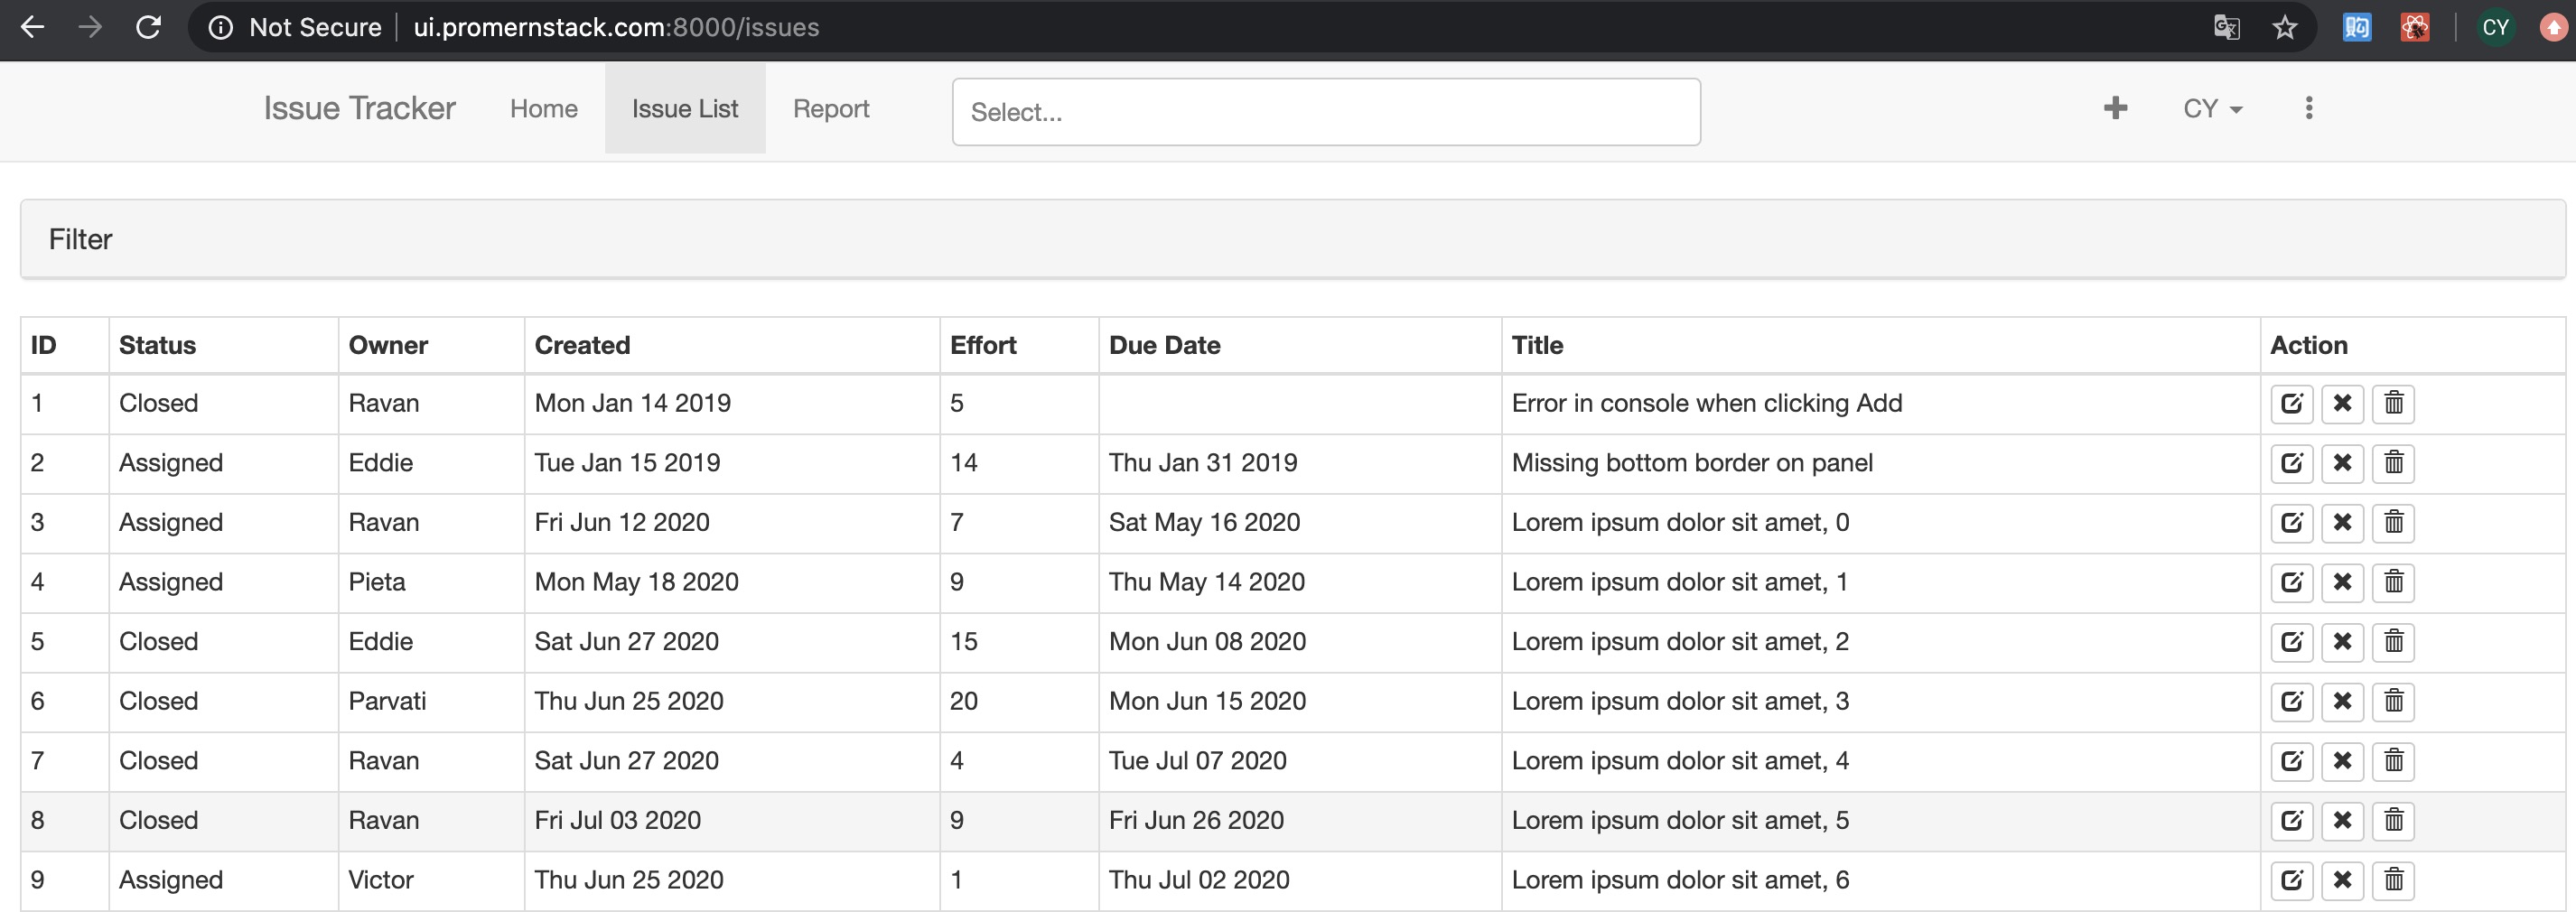 Not Secure ui.promernstack.com:8000/issues CY
Issue Tracker Home Issue List Report Select... CY
Filter
ID Status Owner Created Effort Due Date Title Action
1 Closed Ravan Mon Jan 14 2019 5 Error in console when clicking Add
2 Assigned Eddie Tue Jan 15 2019 14 Thu Jan 31 2019 Missing bottom border on panel
3 Assigned Ravan Fri Jun 12 2020 7 Sat May 16 2020 Lorem ipsum dolor sit amet, 0
4 Assigned Pieta Mon May 18 2020 9 Thu May 14 2020 Lorem ipsum dolor sit amet, 1
5 Closed Eddie Sat Jun 27 2020 15 Mon Jun 08 2020 Lorem ipsum dolor sit amet, 2
6 Closed Parvati Thu Jun 25 2020 20 Mon Jun 15 2020 Lorem ipsum dolor sit amet, 3
7 Closed Ravan Sat Jun 27 2020 4 Tue Jul 07 2020 Lorem ipsum dolor sit amet, 4
8 Closed Ravan Fri Jul 03 2020 9 Fri Jun 26 2020 Lorem ipsum dolor sit amet, 5
9 Assigned Victor Thu Jun 25 2020 1 Thu Jul 02 2020 Lorem ipsum dolor sit amet, 6